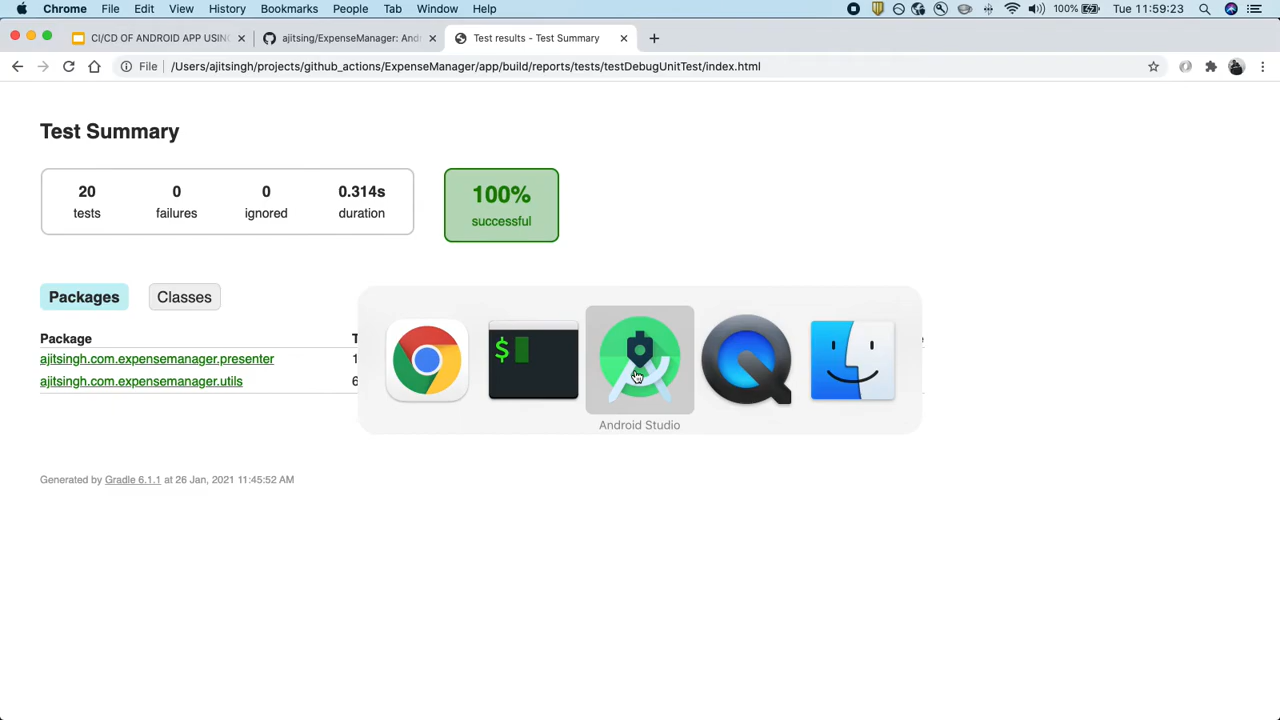 Chrome File Edit View History Bookmarks People Tab Window Help 100% Tue 11:59:23
CI/CD OF ANDROID APP USIN ajitsing/ExpenseManager: And Test results - Test Summary
File /Users/ajitsingh/projects/github_actions/ExpenseManager/app/build/reports/tests/testDebugUnitTest/index.html
Test Summary
20 0 0 0.314s 100%
tests failures ignored duration successful
Packages Classes
Package T
ajitsingh.com.expensemanager.presenter 1
ajitsingh.com.expensemanager.utils 6
$
Android Studio
Generated by Gradle 6.1.1 at 26 Jan, 2021 11:45:52 AM